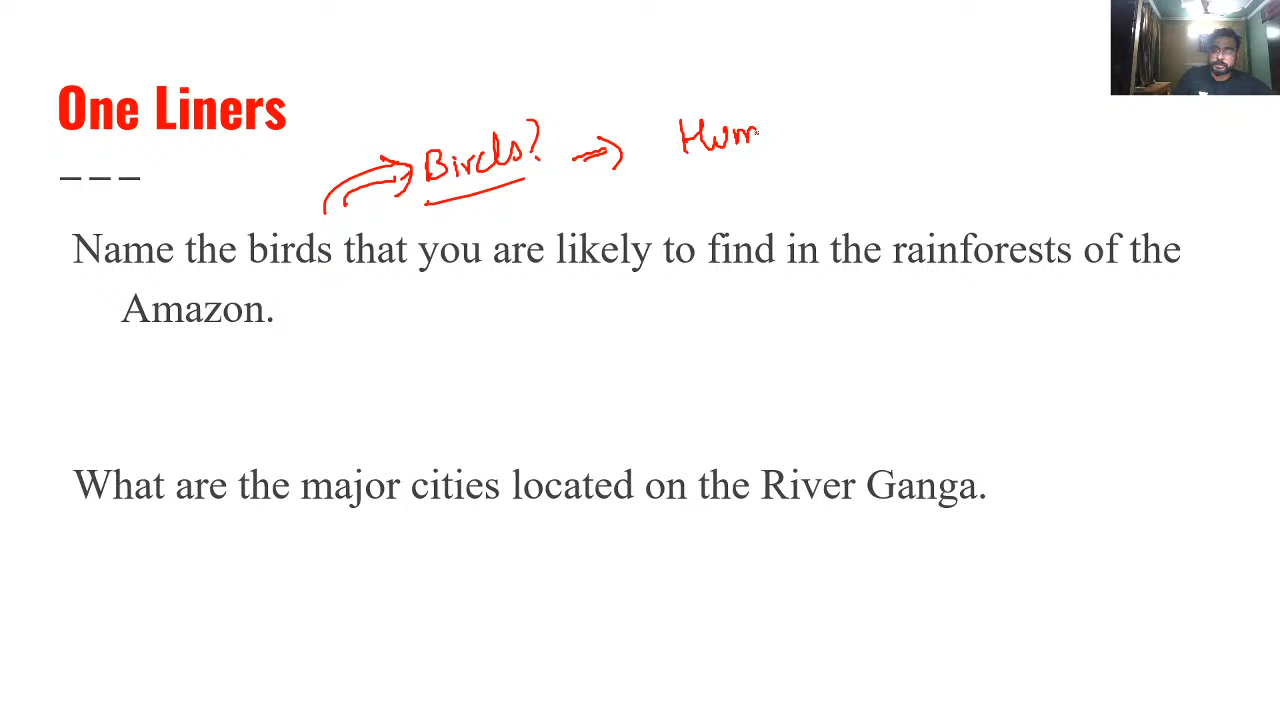 One Liners
Birds? => Hum
Name the birds that you are likely to find in the rainforests of the
Amazon.
What are the major cities located on the River Ganga.